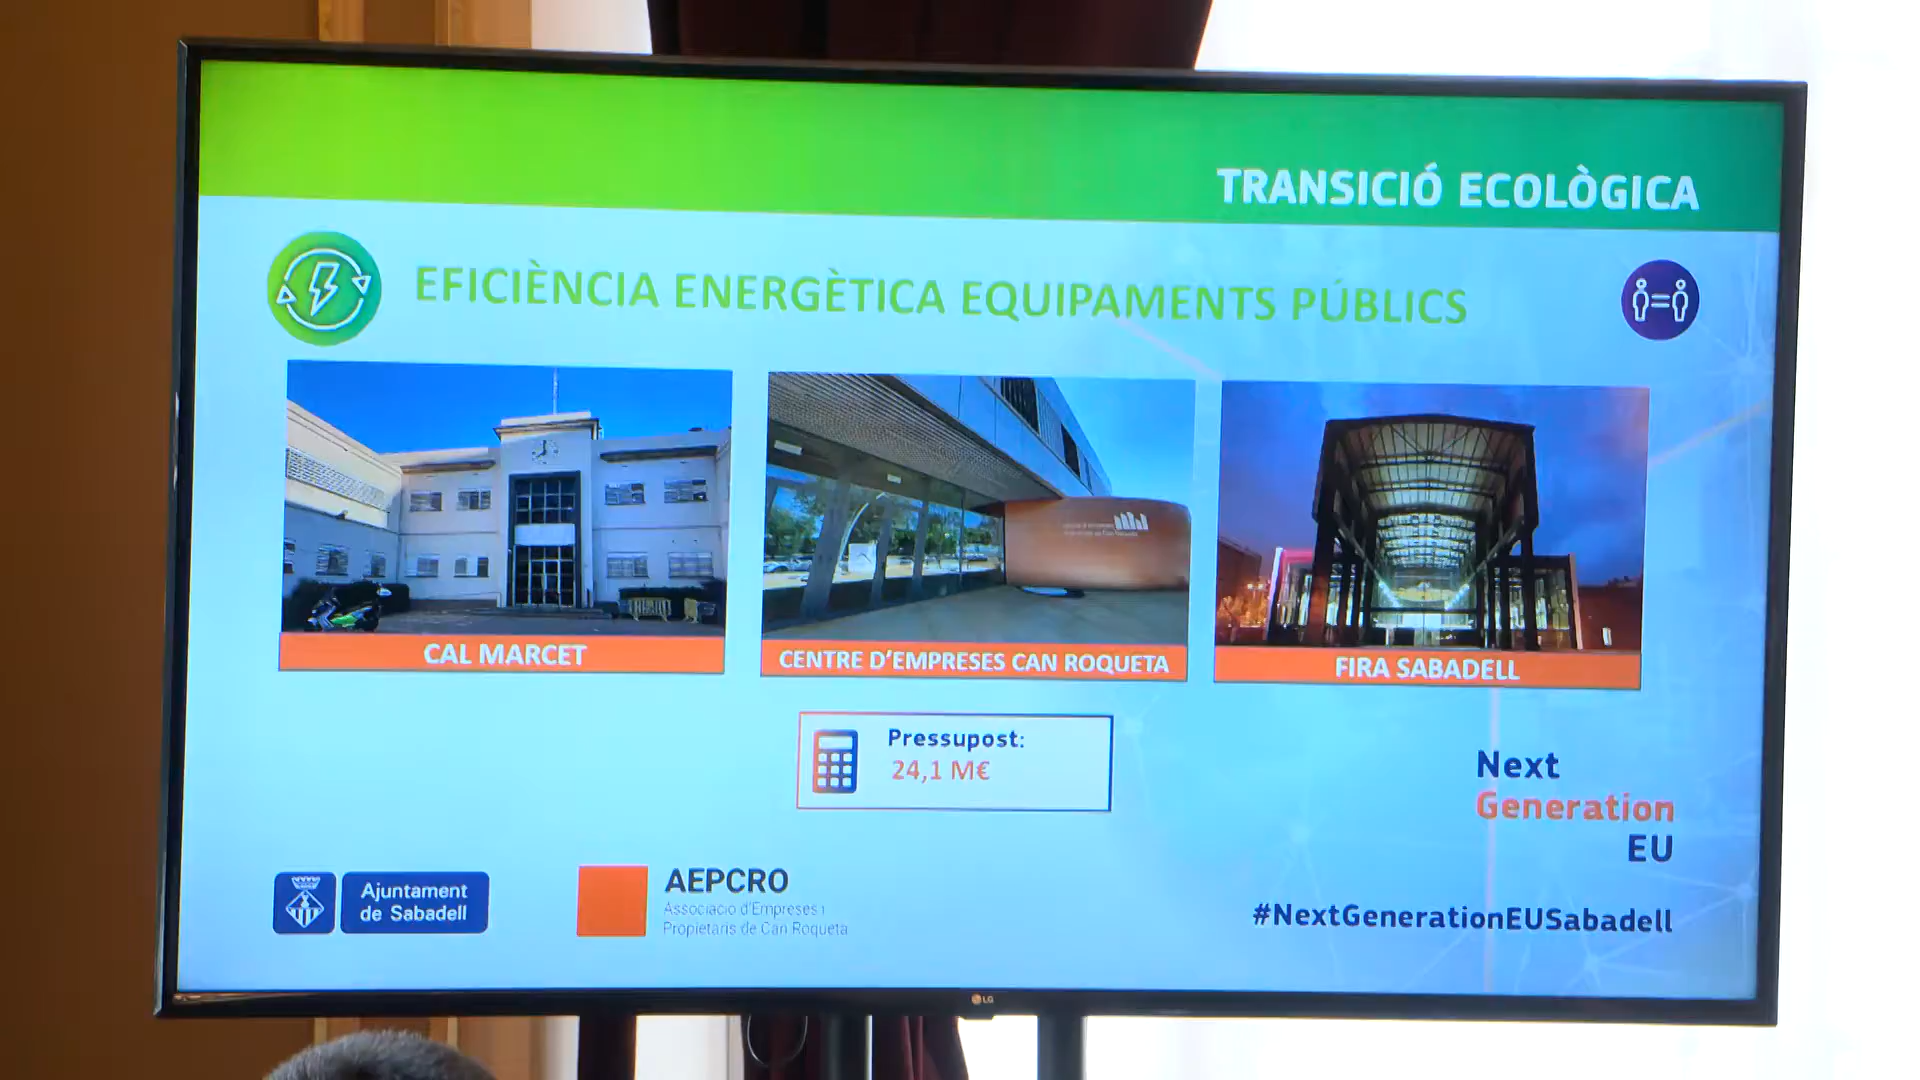 TRANSICIÓ ECOLÒGICA
EFICIÈNCIA ENERGÈTICA EQUIPAMENTS PÚBLICS
CAL MARCET
CENTRE D'EMPRESES CAN ROQUETA
FIRA SABADELL
Pressupost:
24,1 M€
Next
Generation
EU
Ajuntament
de Sabadell
AEPCRO
Associació d'Empreses i
Propietaris de Can Roqueta
#NextGenerationEUSabadell
LG